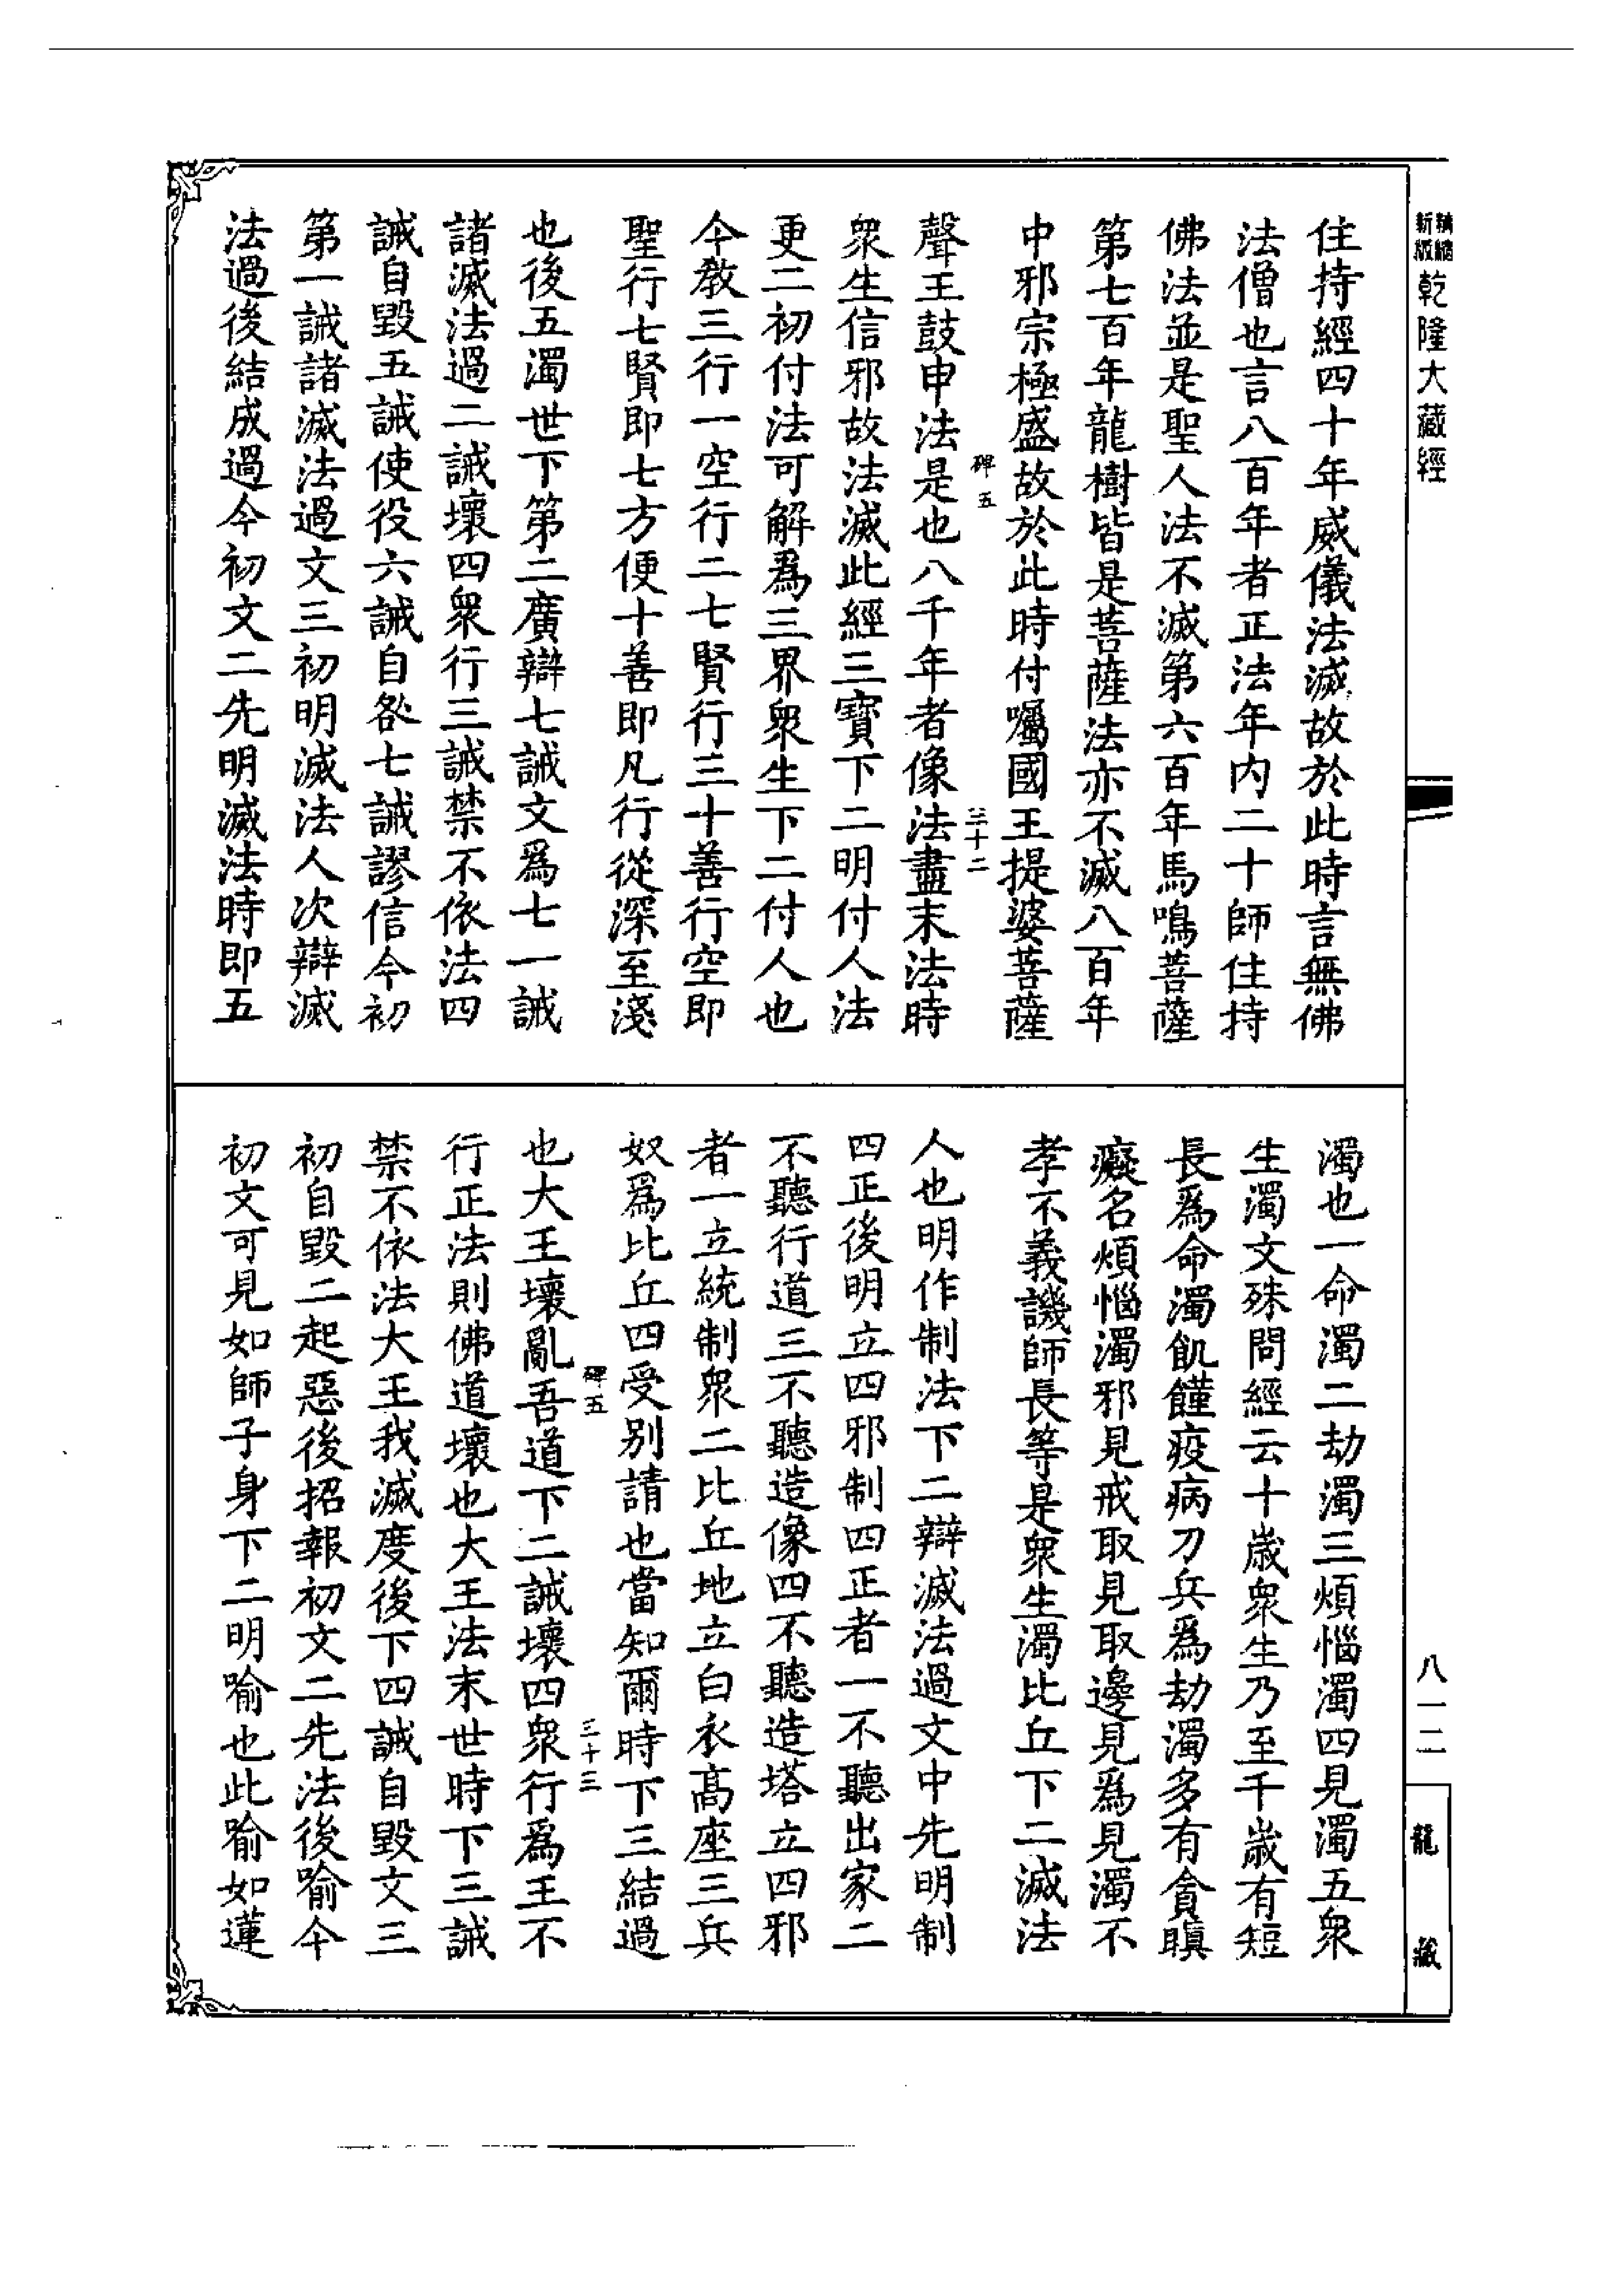 精縮
新版
乾隆大藏經
住持經四十年威儀法滅故於此時言無佛
法僧也言八百年者正法年內二十師住持
佛法並是聖人法不滅第六百年馬鳴菩薩
第七百年龍樹皆是菩薩法亦不滅八百年
中邪宗極盛故於此時付囑國王提婆菩薩
碑五
三十二
聲王鼓申法是也八千年者像法盡末法時
衆生信邪故法滅此經三寶下二明付人法
更二初付法可解爲三界衆生下二付人也
今教三行一空行二七賢行三十善行空即
聖行七賢即七方便十善即凡行從深至淺
也後五濁世下第二廣辯七誡文爲七一誡
諸滅法過二誡壞四衆行三誡禁不依法四
誡自毀五誡使役六誡自咎七誡謬信今初
第一誡諸滅法過文三初明滅法人次辯滅
法過後結成過今初文二先明滅法時即五
濁也一命濁二劫濁三煩惱濁四見濁五衆
生濁文殊問經云十歲衆生乃至千歲有短
長爲命濁飢饉疫病刀兵爲劫濁多有貪瞋
癡名煩惱濁邪見戒取見取邊見爲見濁不
孝不義譏師長等是衆生濁比丘下二滅法
人也明作制法下二辯滅法過文中先明制
四正後明立四邪制四正者一不聽出家二
不聽行道三不聽造像四不聽造塔立四邪
者一立統制衆二比丘地立白衣高座三兵
奴爲比丘四受別請也當知爾時下三結過
碑五
三十三
也大王壞亂吾道下二誡壞四衆行爲王不
行正法則佛道壞也大王法末世時下三誡
禁不依法大王我滅度後下四誡自毀文三
初自毀二起惡後招報初文二先法後喻今
初文可見如師子身下二明喻也此喻如蓮
八一二
龍藏